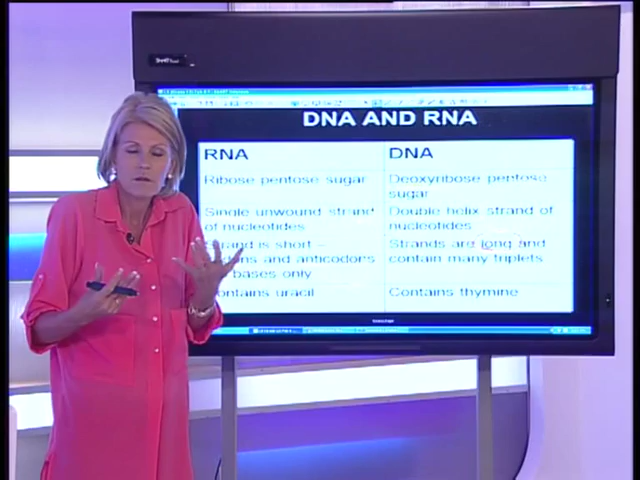 DNA AND RNA
RNA
DNA
Ribose pentose sugar
Deoxyribose pentose
sugar
Single unwound strand
of nucleotides
Double helix strand of
nucleotides
strand is short –
and anticodons
bases only
Strands are long and
contain many triplets
contains uracil
Contains thymine